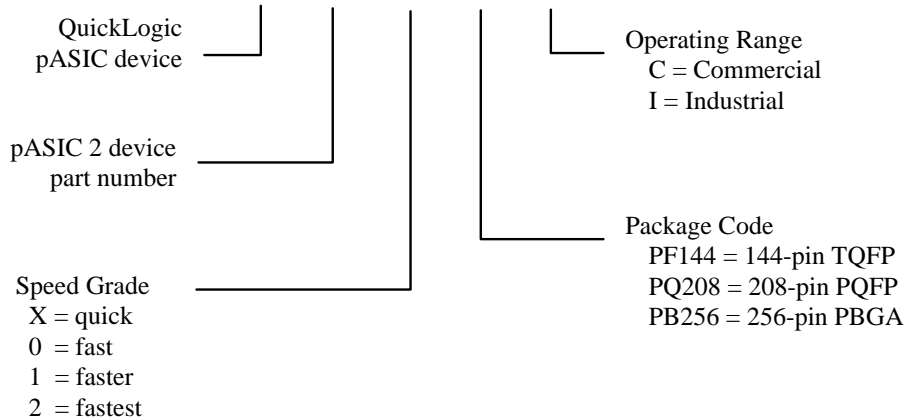 QuickLogic
pASIC device
pASIC 2 device
part number
Speed Grade
X = quick
0 = fast
1 = faster
2 = fastest
Operating Range
C = Commercial
I = Industrial
Package Code
PF144 = 144-pin TQFP
PQ208 = 208-pin PQFP
PB256 = 256-pin PBGA